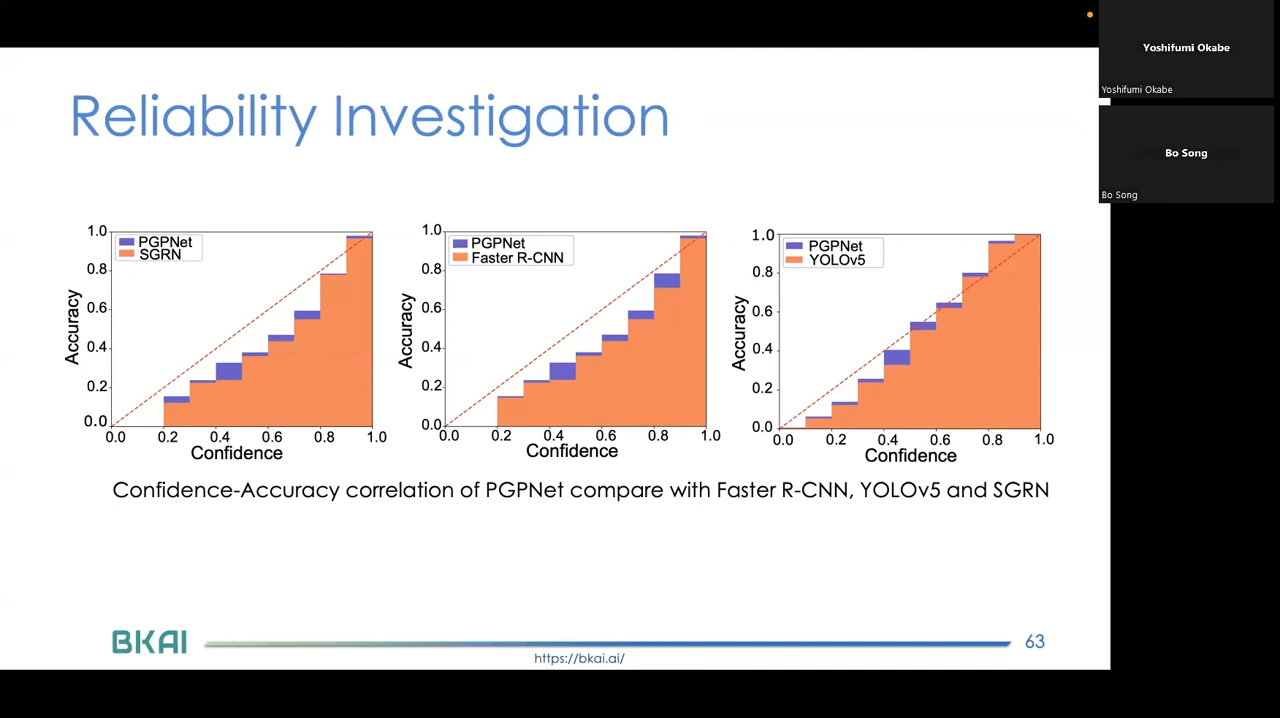 Yoshifumi Okabe
Yoshifumi Okabe
Bo Song
Bo Song
Reliability Investigation
1.0
0.8
0.6
0.4
0.2
0.0
Accuracy
PGPNet
SGRN
0.0 0.2 0.4 0.6 0.8 1.0
Confidence
1.0
0.8
0.6
0.4
0.2
0.0
Accuracy
PGPNet
Faster R-CNN
0.0 0.2 0.4 0.6 0.8 1.0
Confidence
1.0
0.8
0.6
0.4
0.2
0.0
Accuracy
PGPNet
YOLOv5
0.0 0.2 0.4 0.6 0.8 1.0
Confidence
Confidence-Accuracy correlation of PGPNet compare with Faster R-CNN, YOLOv5 and SGRN
BKAI
63
https://bkai.ai/